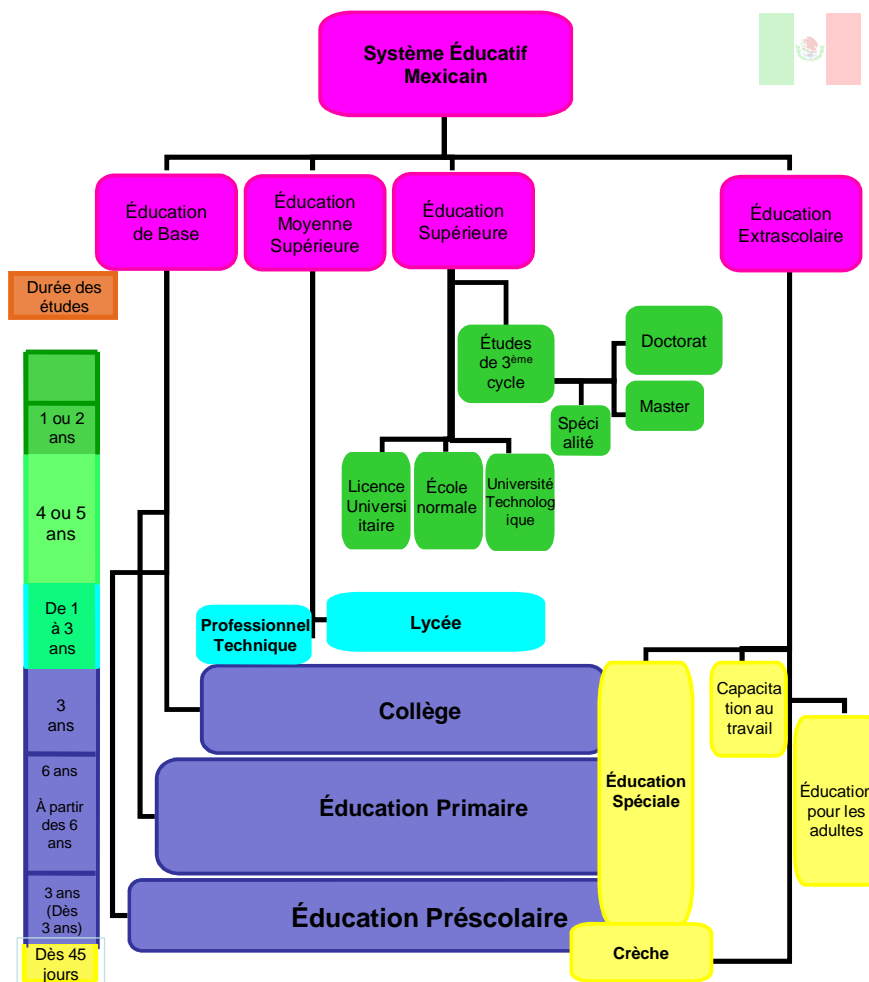 Système Éducatif
Mexicain
Éducation
de Base
Éducation
Moyenne
Supérieure
Éducation
Supérieure
Éducation
Extrascolaire
Durée des
études
Études
de 3ème
cycle
Doctorat
Master
Spéci
alité
1 ou 2
ans
Licence
Universi
itaire
École
normale
Université
Technolog
ique
4 ou 5
ans
De 1
à 3
ans
Professionnel
Technique
Lycée
3
ans
Collège
Capacita
tion au
travail
6 ans
À partir
des 6
ans
Éducation Primaire
Éducation
Spéciale
Éducation
pour les
adultes
3 ans
(Dès
3 ans)
Éducation Préscolaire
Dès 45
jours
Crèche